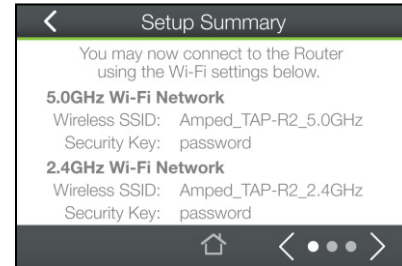 Setup Summary
You may now connect to the Router
using the Wi-Fi settings below.
5.0GHz Wi-Fi Network
Wireless SSID: Amped_TAP-R2_5.0GHz
Security Key: password
2.4GHz Wi-Fi Network
Wireless SSID: Amped_TAP-R2_2.4GHz
Security Key: password